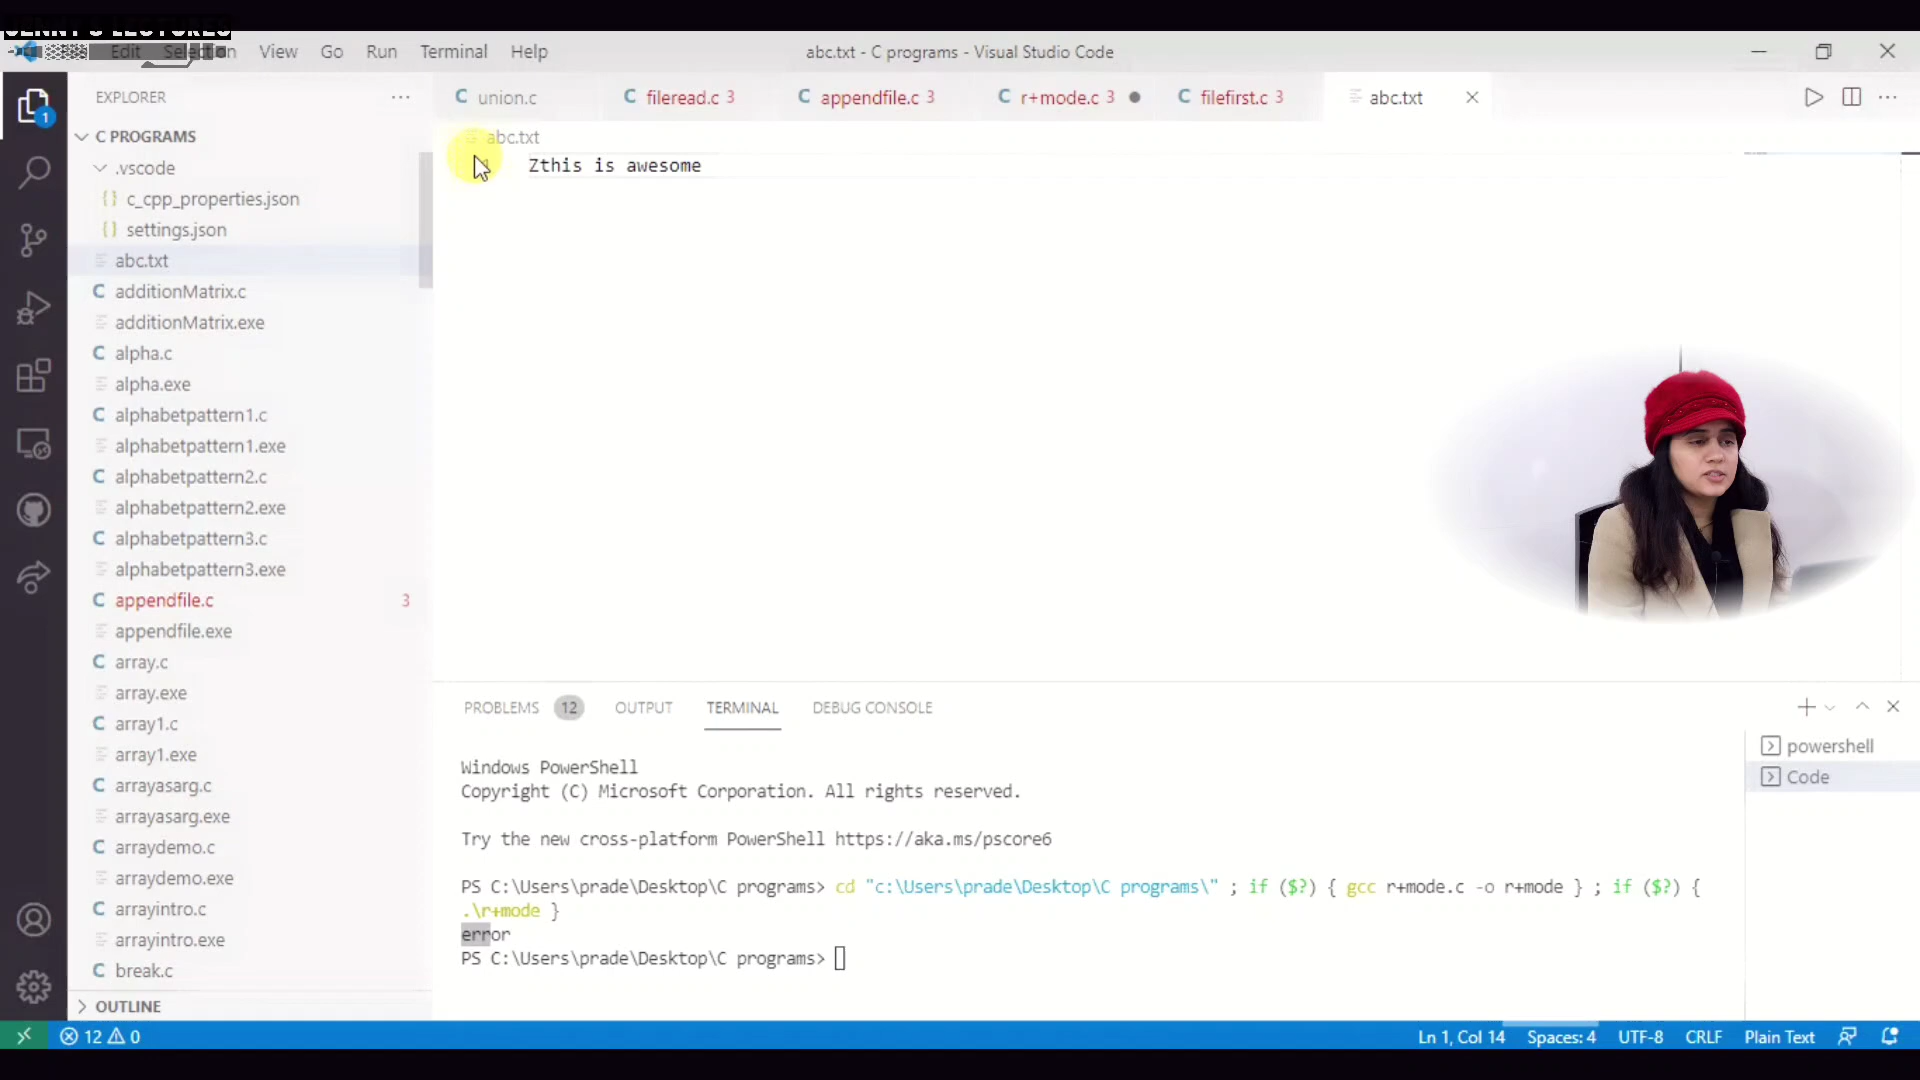 JENNY'S LECTURES
Edit Selection View Go Run Terminal Help
abc.txt - C programs - Visual Studio Code
EXPLORER
union.c
fileread.c 3
appendfile.c 3
r+mode.c 3
filefirst.c 3
abc.txt
1
C PROGRAMS
.vscode
c_cpp_properties.json
settings.json
abc.txt
additionMatrix.c
additionMatrix.exe
alpha.c
alpha.exe
alphabetpattern1.c
alphabetpattern1.exe
alphabetpattern2.c
alphabetpattern2.exe
alphabetpattern3.c
alphabetpattern3.exe
appendfile.c 3
appendfile.exe
array.c
array.exe
array1.c
array1.exe
arrayasarg.c
arrayasarg.exe
arraydemo.c
arraydemo.exe
arrayintro.c
arrayintro.exe
break.c
OUTLINE
abc.txt
Zthis is awesome
PROBLEMS 12 OUTPUT TERMINAL DEBUG CONSOLE
powershell
Code
Windows PowerShell
Copyright (C) Microsoft Corporation. All rights reserved.
Try the new cross-platform PowerShell https://aka.ms/pscore6
PS C:\Users\prade\Desktop\C programs> cd "c:\Users\prade\Desktop\C programs\" ; if ($?) { gcc r+mode.c -o r+mode } ; if ($?) {
.\r+mode }
error
PS C:\Users\prade\Desktop\C programs>
12 0
Ln 1, Col 14 Spaces: 4 UTF-8 CRLF Plain Text